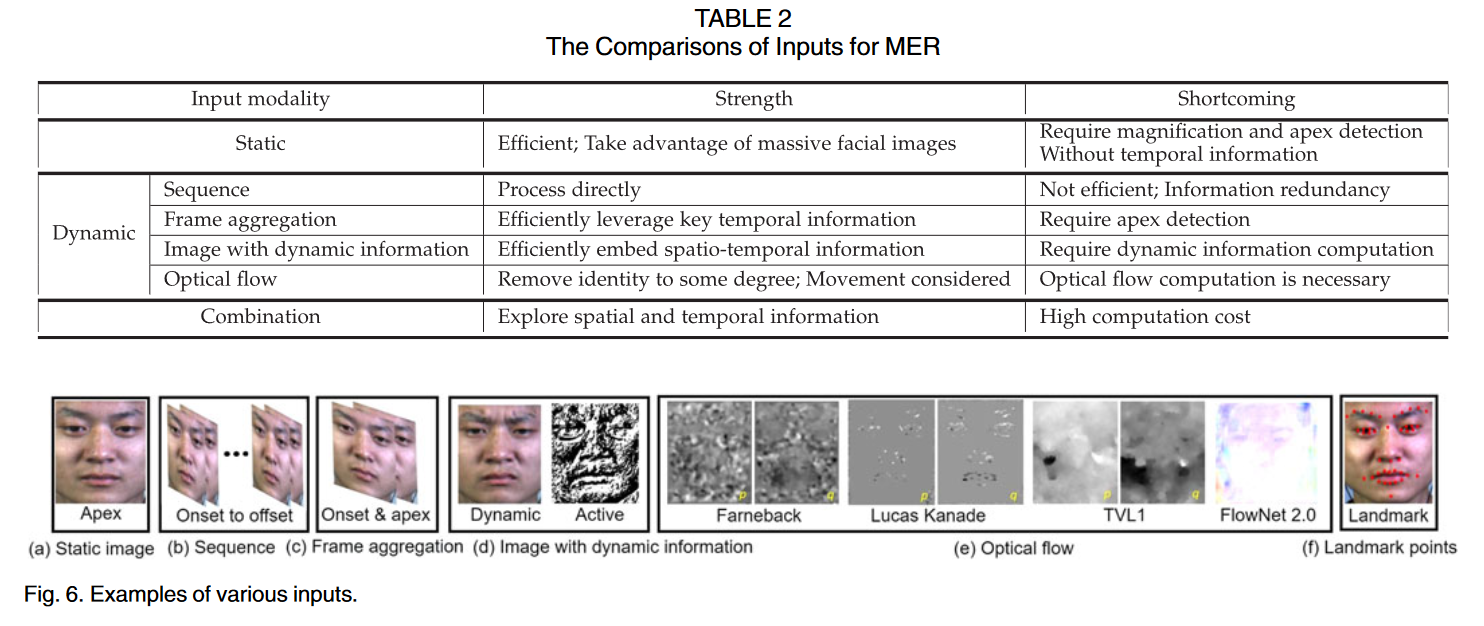 TABLE 2
The Comparisons of Inputs for MER
Input modality Strength Shortcoming
Static Efficient; Take advantage of massive facial images Require magnification and apex detection
Without temporal information
Dynamic
Sequence Process directly Not efficient; Information redundancy
Frame aggregation Efficiently leverage key temporal information Require apex detection
Image with dynamic information Efficiently embed spatio-temporal information Require dynamic information computation
Optical flow Remove identity to some degree; Movement considered Optical flow computation is necessary
Combination Explore spatial and temporal information High computation cost
p q p q p q
Apex Onset to offset Onset & apex Dynamic Active Farneback Lucas Kanade TVL1 FlowNet 2.0 Landmark
(a) Static image (b) Sequence (c) Frame aggregation (d) Image with dynamic information (e) Optical flow (f) Landmark points
Fig. 6. Examples of various inputs.